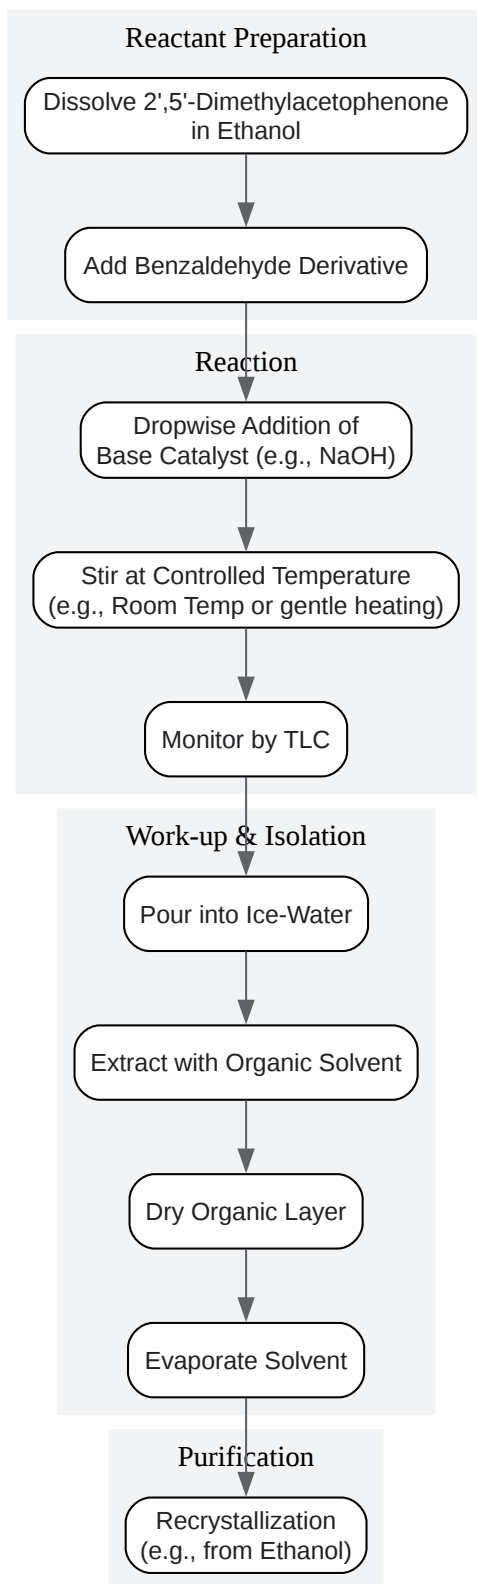 Reactant Preparation
Dissolve 2',5'-Dimethylacetophenone
in Ethanol
Add Benzaldehyde Derivative
Reaction
Dropwise Addition of
Base Catalyst (e.g., NaOH)
Stir at Controlled Temperature
(e.g., Room Temp or gentle heating)
Monitor by TLC
Work-up & Isolation
Pour into Ice-Water
Extract with Organic Solvent
Dry Organic Layer
Evaporate Solvent
Purification
Recrystallization
(e.g., from Ethanol)